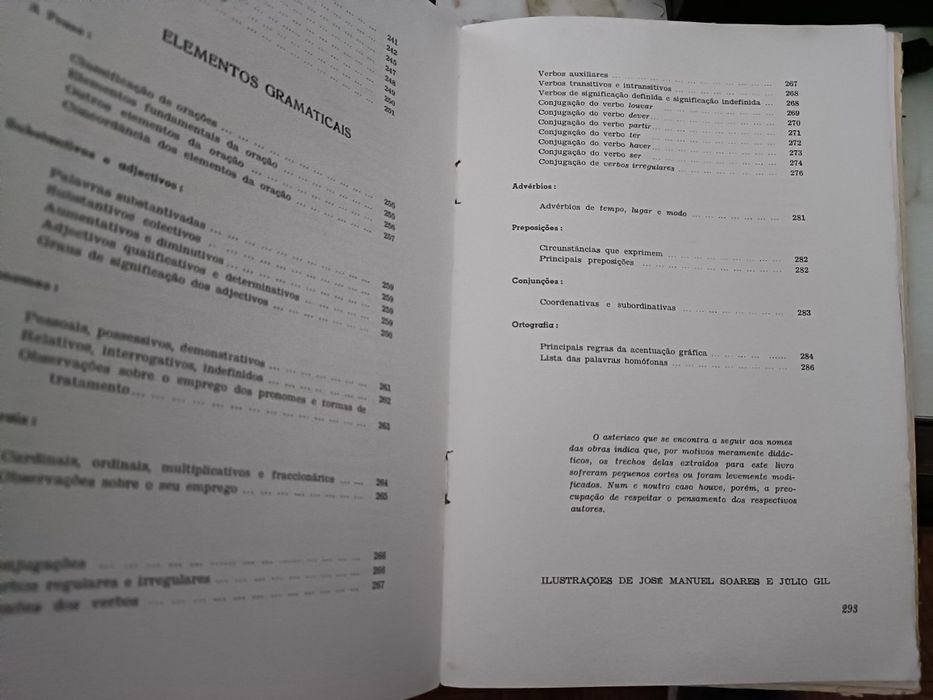 241
242
245
247
248
249
250
251
ELEMENTOS GRAMATICAIS
A Frase:
Classificação de orações ... ... ... ... ... ... 255
Elementos fundamentais da oração ... ... ... ... 255
Outros elementos da oração ... ... ... ... ... 256
Concordância dos elementos da oração ... ... ... 257
Substantivos e adjectivos:
Palavras substantivadas ... ... ... ... ... ... 259
Substantivos colectivos ... ... ... ... ... ... 259
Aumentativos e diminutivos ... ... ... ... ... 259
Adjectivos qualificativos e determinativos ... ... ... 259
Graus de significação dos adjectivos ... ... ... ... 260
Pessoais, possessivos, demonstrativos ... ... ... ... 261
Relativos, interrogativos, indefinidos ... ... ... ... 262
Observações sobre o emprego dos pronomes e formas de
tratamento ... ... ... ... ... ... ... ... 263
Cardinais, ordinais, multiplicativos e fraccionários ... ... 264
Observações sobre o seu emprego ... ... ... ... ... 265
... ... ... ... ... ... ... ... 266
regulares e irregulares ... ... ... ... ... ... 266
dos verbos ... ... ... ... ... ... ... 267
Verbos auxiliares ... ... ... ... ... ... ... ... 267
Verbos transitivos e intransitivos ... ... ... ... ... 268
Verbos de significação definida e significação indefinida ... 268
Conjugação do verbo louvar ... ... ... ... ... ... 269
Conjugação do verbo dever ... ... ... ... ... ... 270
Conjugação do verbo partir ... ... ... ... ... ... 271
Conjugação do verbo ter ... ... ... ... ... ... 272
Conjugação do verbo haver ... ... ... ... ... ... 273
Conjugação do verbo ser ... ... ... ... ... ... 274
Conjugação de verbos irregulares ... ... ... ... ... 276
Advérbios:
Advérbios de tempo, lugar e modo ... ... ... ... ... 281
Preposições:
Circunstâncias que exprimem ... ... ... ... ... ... 282
Principais preposições ... ... ... ... ... ... ... 282
Conjunções:
Coordenativas e subordinativas ... ... ... ... ... 283
Ortografia:
Principais regras da acentuação gráfica ... ... ... ...... 284
Lista das palavras homófonas ... ... ... ... ... ... 286
O asterisco que se encontra a seguir aos nomes
das obras indica que, por motivos meramente didác-
ticos, os trechos delas extraídos para este livro
sofreram pequenos cortes ou foram levemente modi-
ficados. Num e noutro caso houve, porém, a preo-
cupação de respeitar o pensamento dos respectivos
autores.
ILUSTRAÇÕES DE JOSÉ MANUEL SOARES E JÚLIO GIL
293